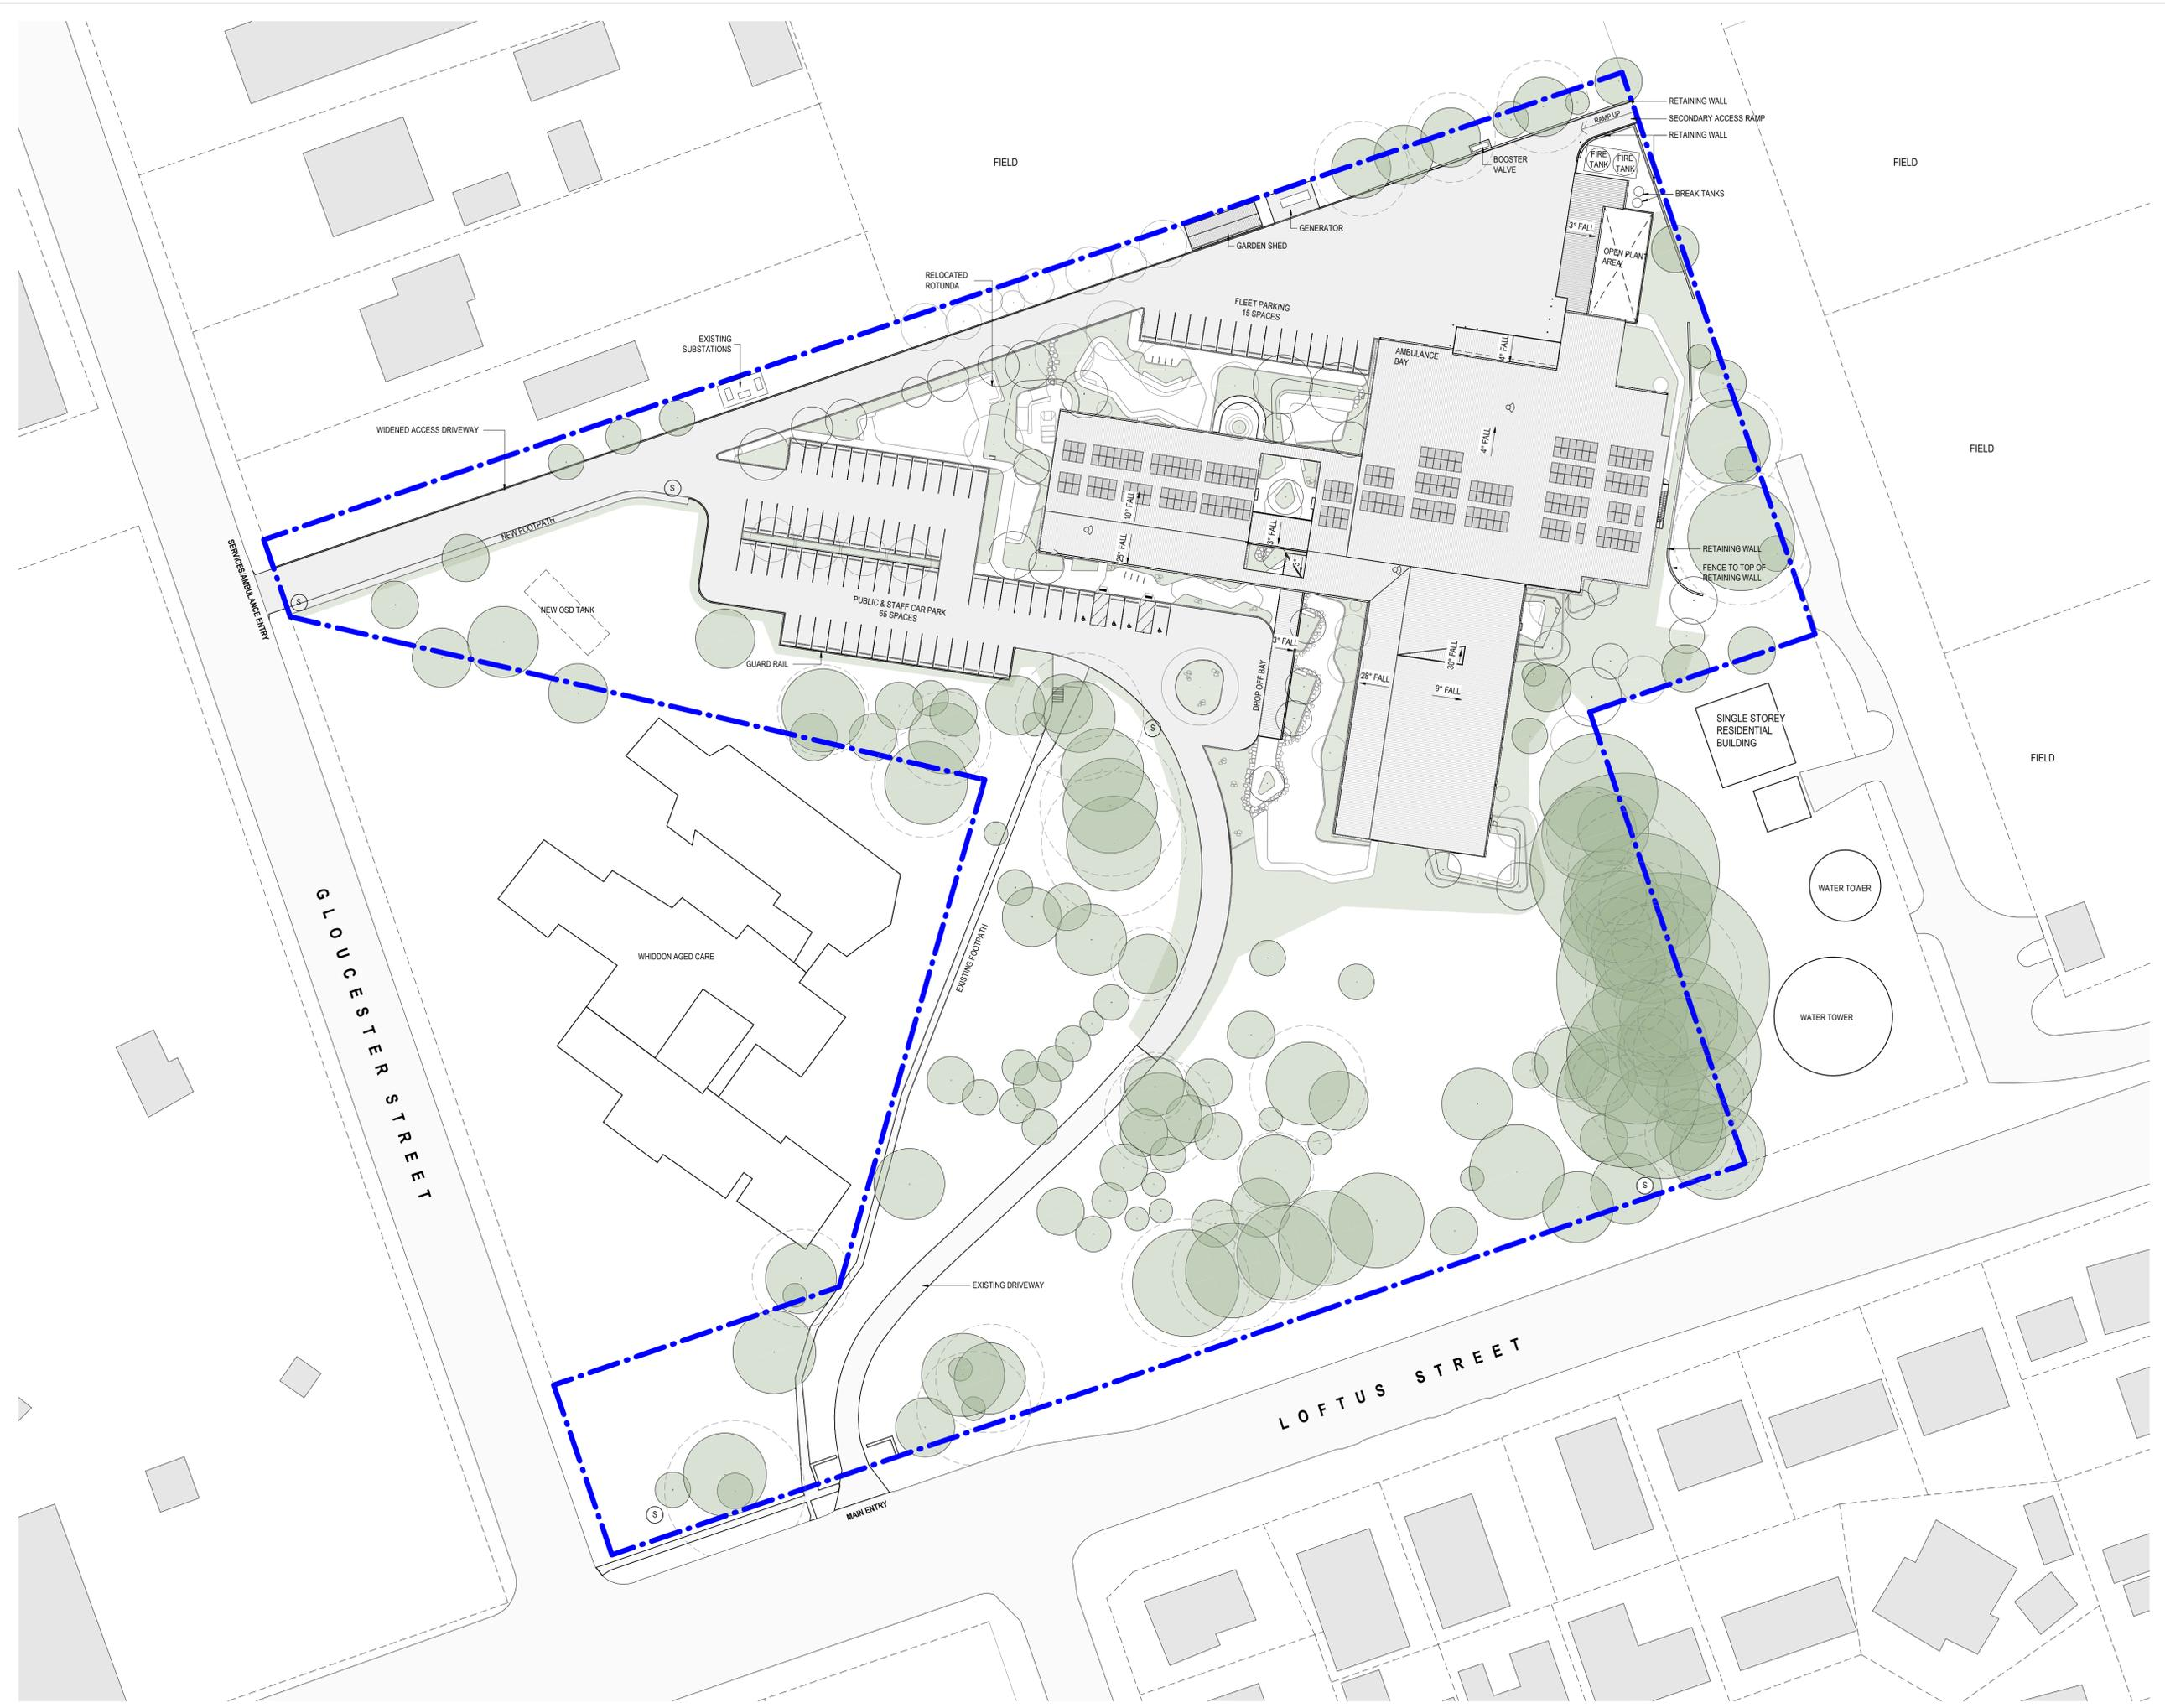 RETAINING WALL
SECONDARY ACCESS RAMP
RAMP UP
RETAINING WALL
FIELD
FIELD
BOOSTER
VALVE
FIRE
TANK
FIRE
TANK
BREAK TANKS
GENERATOR
3° FALL
GARDEN SHED
OPEN PLANT
AREA
RELOCATED
ROTUNDA
FLEET PARKING
15 SPACES
EXISTING
SUBSTATIONS
AMBULANCE
BAY
4° FALL
WIDENED ACCESS DRIVEWAY
4° FALL
FIELD
S
10° FALL
NEW FOOTPATH
3° FALL
25° FALL
RETAINING WALL
FENCE TO TOP OF
RETAINING WALL
3°
SERVICES/AMBULANCE ENTRY
S
NEW OSD TANK
PUBLIC & STAFF CAR PARK
65 SPACES
3° FALL
GUARD RAIL
30° FALL
28° FALL
9° FALL
DROP OFF BAY
S
SINGLE STOREY
RESIDENTIAL
BUILDING
FIELD
WATER TOWER
GLOUCESTER STREET
WHIDDON AGED CARE
EXISTING FOOTPATH
WATER TOWER
S
EXISTING DRIVEWAY
LOFTUS STREET
MAIN ENTRY
S